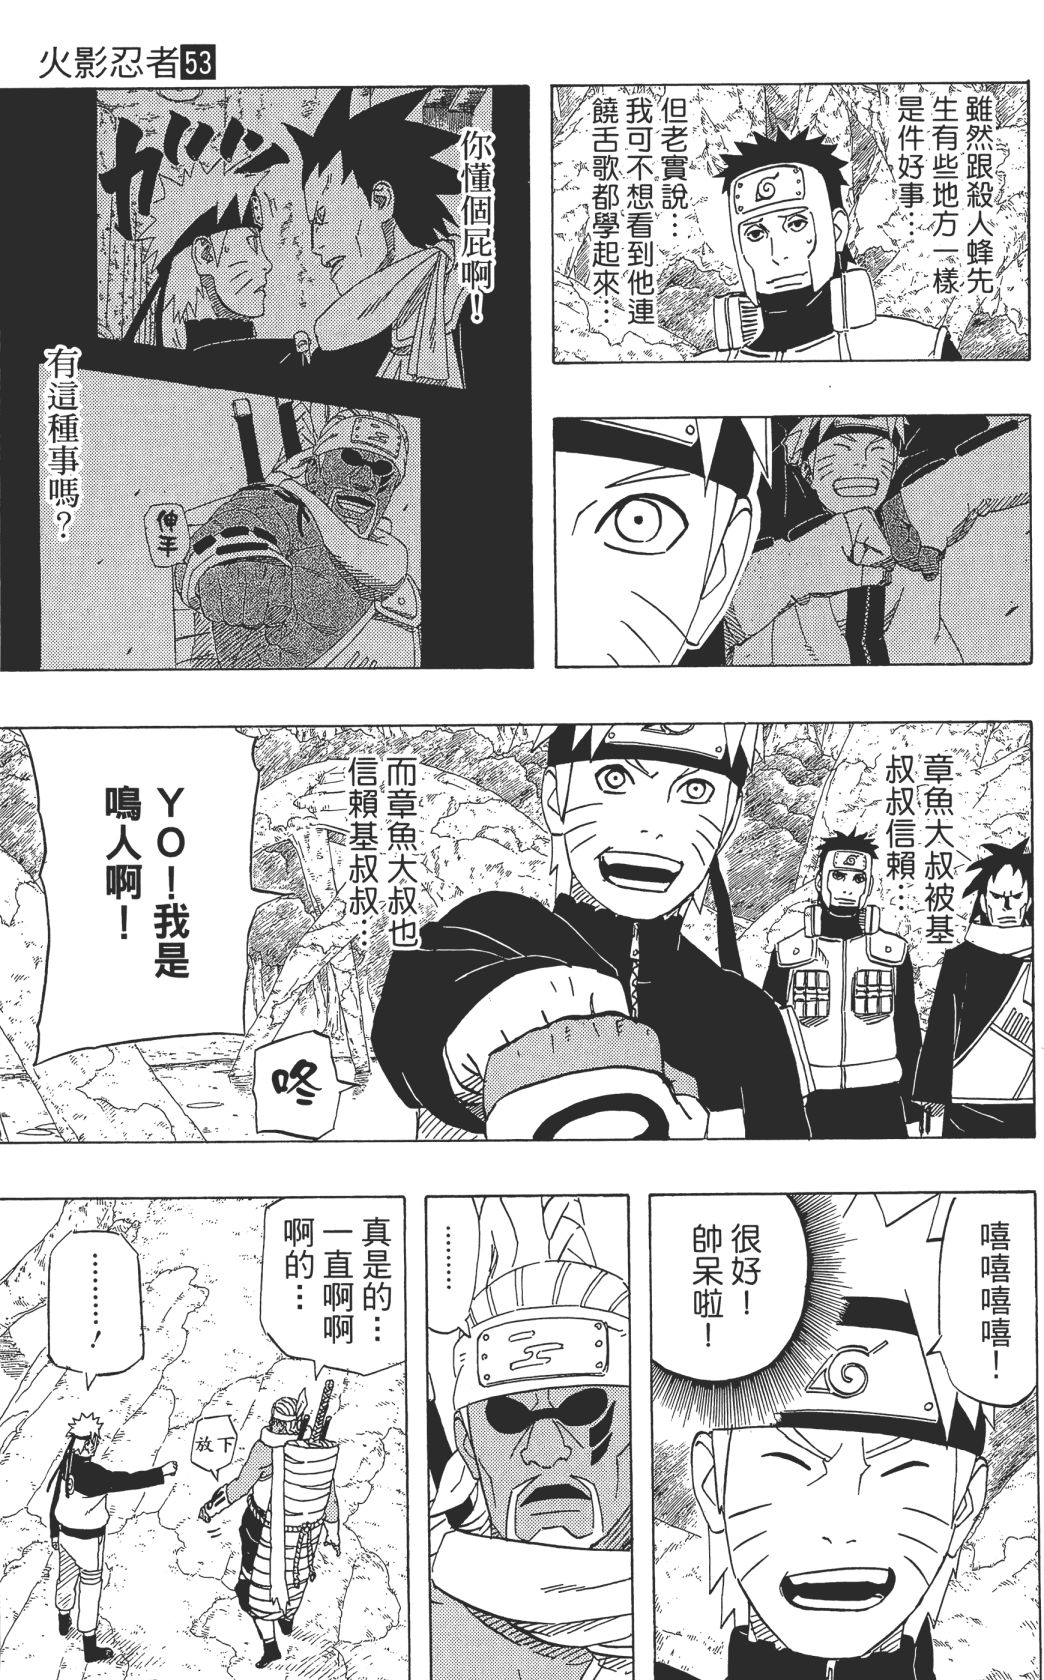 火影忍者53
雖然跟殺人蜂先
生有些地方一樣
是件好事…
但老實說…
我可不想看到他連
饒舌歌都學起來…
你懂個屁啊！
有這種事嗎？
伸手
章魚大叔被基
叔叔信賴…
而章魚大叔也
信賴基叔叔…
YO！我是
鳴人啊！
咚
嘻嘻嘻嘻！
很好！
帥呆啦！
……
真是的…
一直啊啊
啊的…
放下
………！